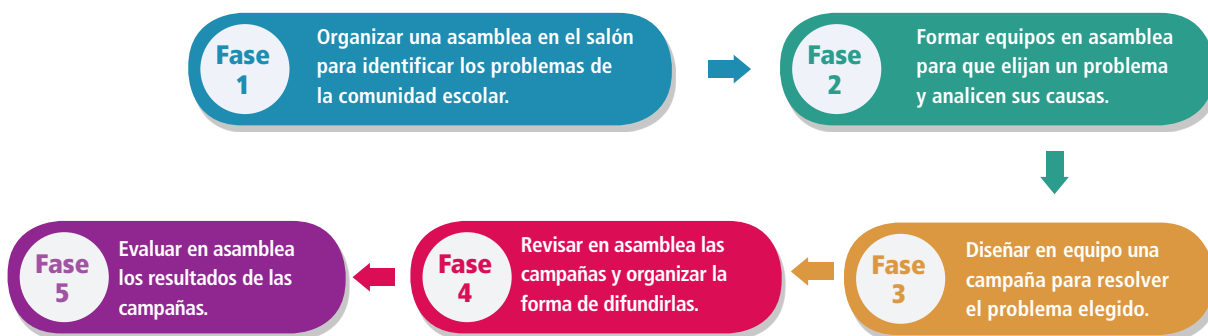 Fase
1
Organizar una asamblea en el salón
para identificar los problemas de
la comunidad escolar.
Fase
2
Formar equipos en asamblea
para que elijan un problema
y analicen sus causas.
Fase
3
Diseñar en equipo una
campaña para resolver
el problema elegido.
Fase
4
Revisar en asamblea las
campañas y organizar la
forma de difundirlas.
Fase
5
Evaluar en asamblea
los resultados de las
campañas.